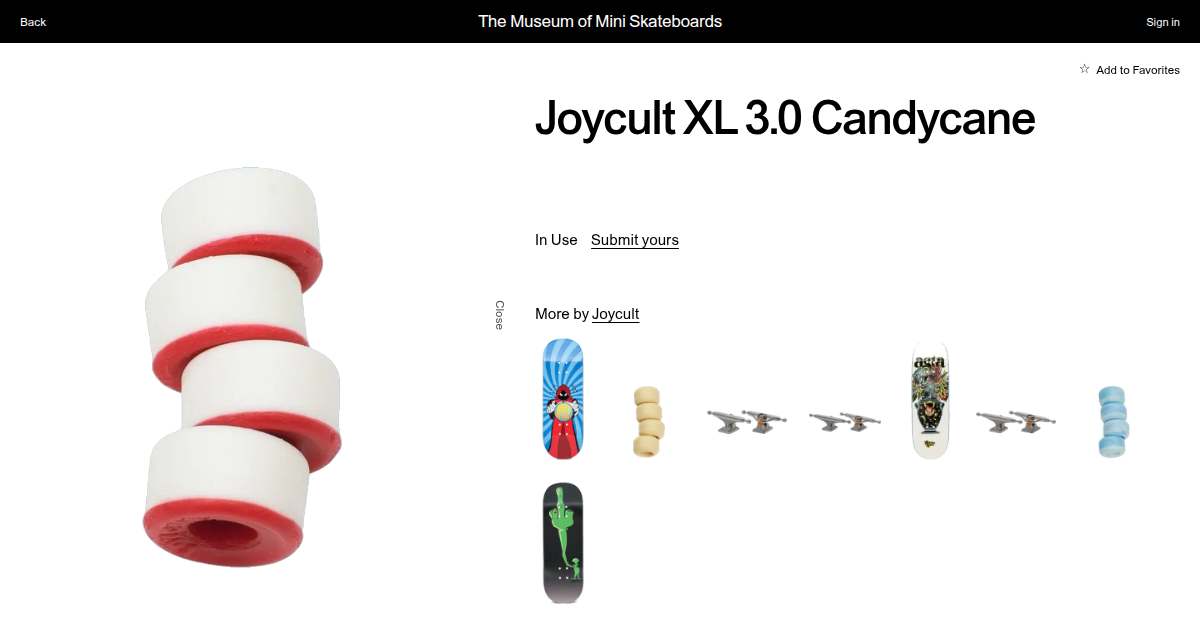 Back
The Museum of Mini Skateboards
Sign in
☆ Add to Favorites
Joycult XL 3.0 Candycane
In Use Submit yours
Close
More by Joycult
asta